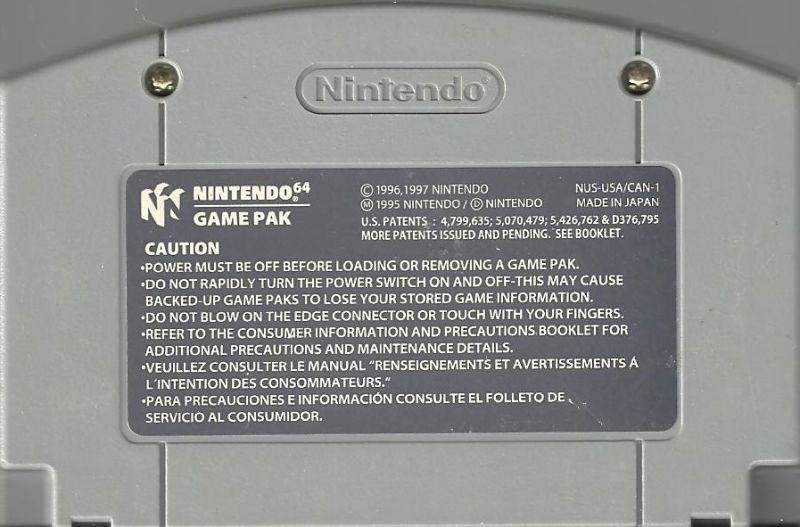 Nintendo®
NINTENDO⁶⁴®
GAME PAK
© 1996,1997 NINTENDO
Ⓜ 1995 NINTENDO / Ⓓ NINTENDO
NUS-USA/CAN-1
MADE IN JAPAN
U.S. PATENTS : 4,799,635; 5,070,479; 5,426,762 & D376,795
MORE PATENTS ISSUED AND PENDING. SEE BOOKLET.
CAUTION
•POWER MUST BE OFF BEFORE LOADING OR REMOVING A GAME PAK.
•DO NOT RAPIDLY TURN THE POWER SWITCH ON AND OFF-THIS MAY CAUSE
BACKED-UP GAME PAKS TO LOSE YOUR STORED GAME INFORMATION.
•DO NOT BLOW ON THE EDGE CONNECTOR OR TOUCH WITH YOUR FINGERS.
•REFER TO THE CONSUMER INFORMATION AND PRECAUTIONS BOOKLET FOR
ADDITIONAL PRECAUTIONS AND MAINTENANCE DETAILS.
•VEUILLEZ CONSULTER LE MANUAL "RENSEIGNEMENTS ET AVERTISSEMENTS Á
L'INTENTION DES CONSOMMATEURS."
•PARA PRECAUCIONES E INFORMACIÓN CONSULTE EL FOLLETO DE
SERVICIO AL CONSUMIDOR.